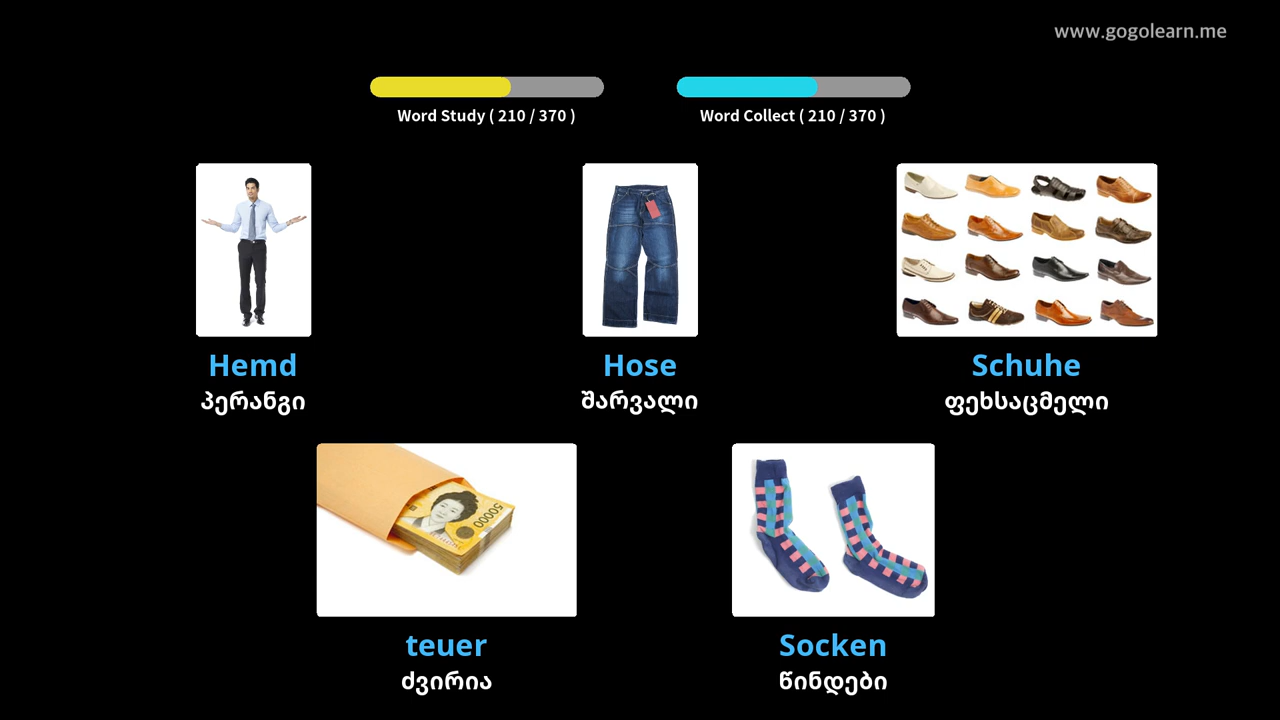 www.gogolearn.me
Word Study ( 210 / 370 )
Word Collect ( 210 / 370 )
Hemd
პერანგი
Hose
შარვალი
Schuhe
ფეხსაცმელი
50000
teuer
ძვირია
Socken
წინდები